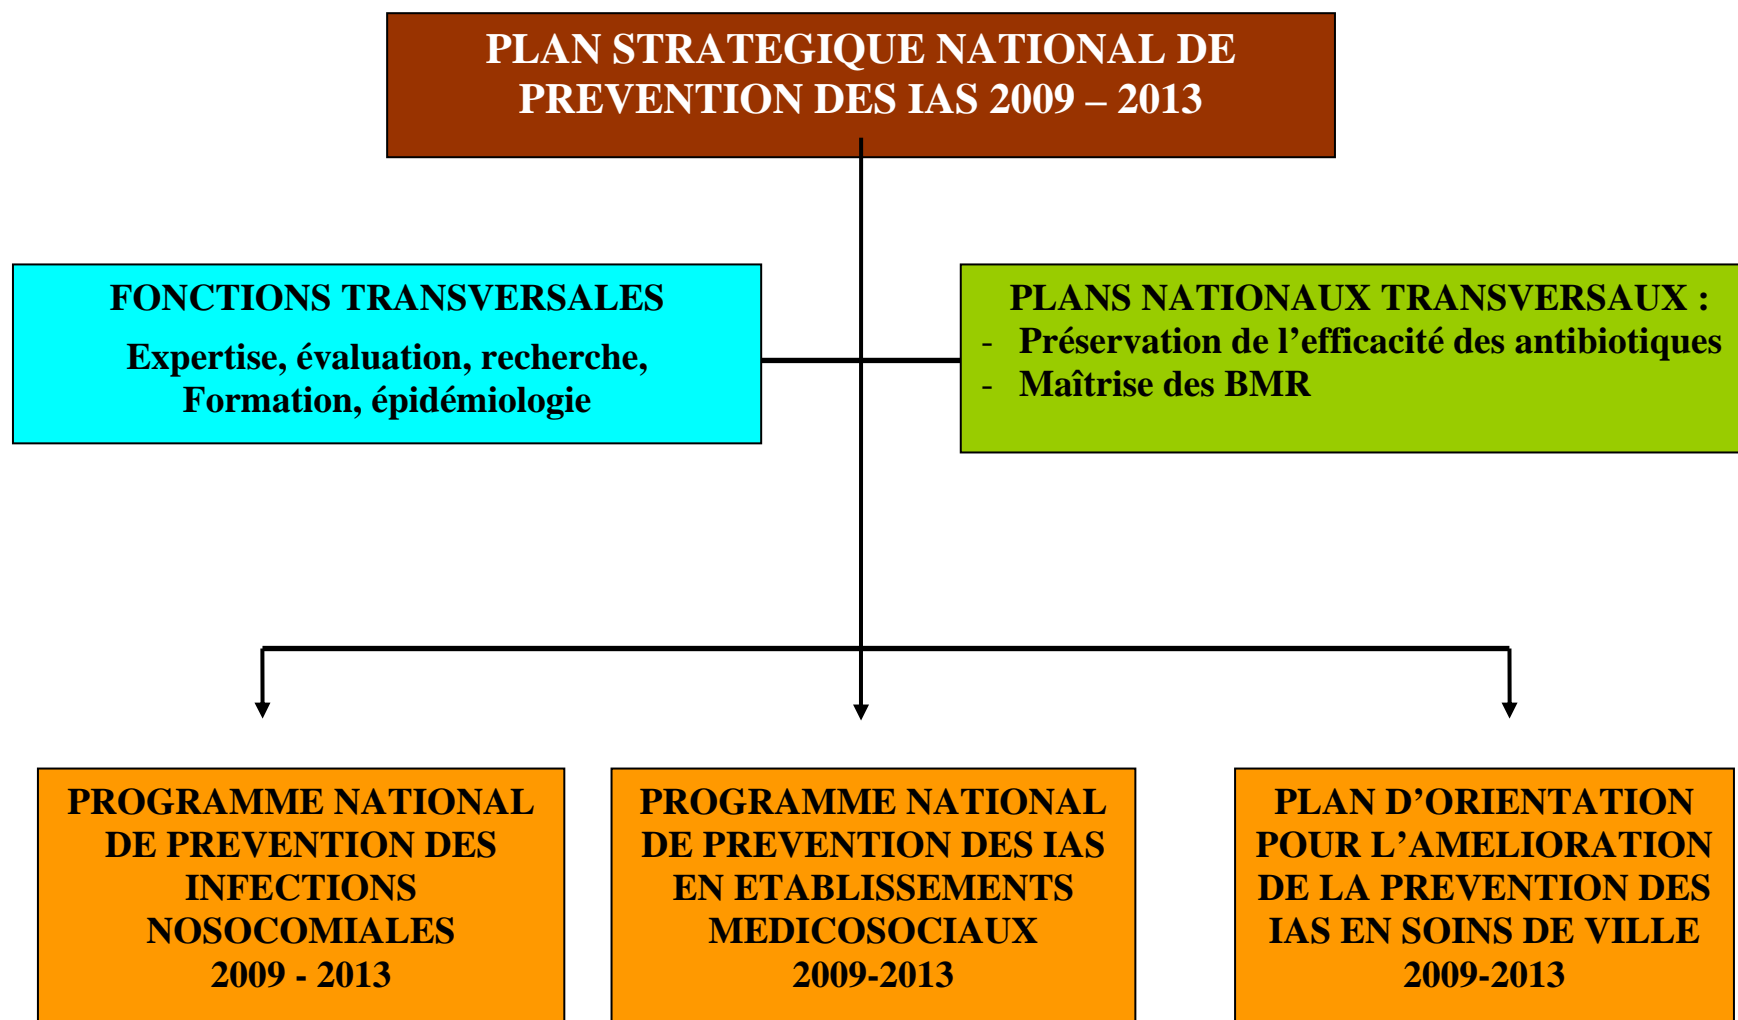 PLAN STRATEGIQUE NATIONAL DE
PREVENTION DES IAS 2009 – 2013
FONCTIONS TRANSVERSALES
Expertise, évaluation, recherche,
Formation, épidémiologie
PLANS NATIONAUX TRANSVERSAUX :
- Préservation de l’efficacité des antibiotiques
- Maîtrise des BMR
PROGRAMME NATIONAL
DE PREVENTION DES
INFECTIONS
NOSOCOMIALES
2009 - 2013
PROGRAMME NATIONAL
DE PREVENTION DES IAS
EN ETABLISSEMENTS
MEDICOSOCIAUX
2009-2013
PLAN D’ORIENTATION
POUR L’AMELIORATION
DE LA PREVENTION DES
IAS EN SOINS DE VILLE
2009-2013